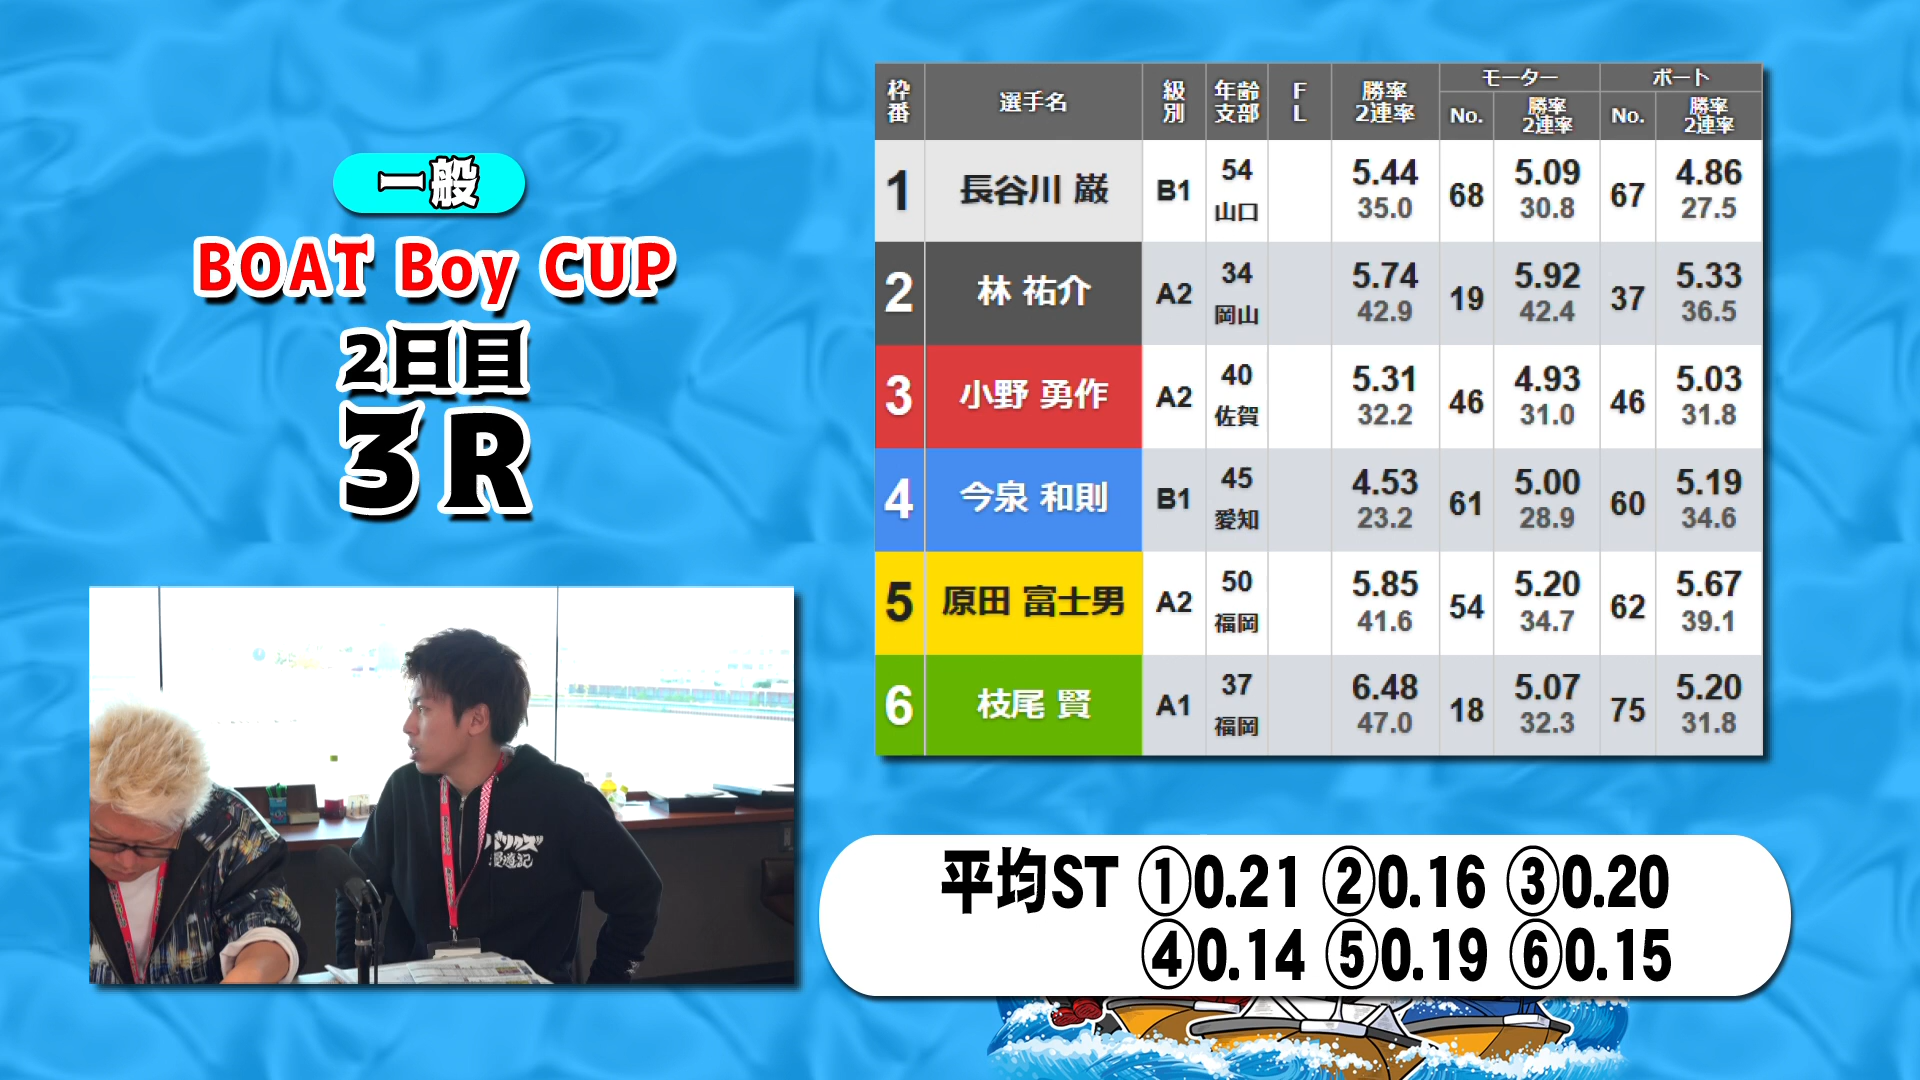 一般
BOAT Boy CUP
2日目
3R
枠番 選手名 級別 年齢支部 FL 勝率2連率 モーター ボート
No. 勝率2連率 No. 勝率2連率
1 長谷川 巌 B1 54 山口 5.44 35.0 68 5.09 30.8 67 4.86 27.5
2 林 祐介 A2 34 岡山 5.74 42.9 19 5.92 42.4 37 5.33 36.5
3 小野 勇作 A2 40 佐賀 5.31 32.2 46 4.93 31.0 46 5.03 31.8
4 今泉 和則 B1 45 愛知 4.53 23.2 61 5.00 28.9 60 5.19 34.6
5 原田 富士男 A2 50 福岡 5.85 41.6 54 5.20 34.7 62 5.67 39.1
6 枝尾 賢 A1 37 福岡 6.48 47.0 18 5.07 32.3 75 5.20 31.8
平均ST ①0.21 ②0.16 ③0.20
④0.14 ⑤0.19 ⑥0.15